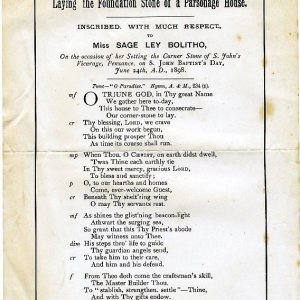 Laying the Foundation Stone of a Parsonage House.
INSCRIBED, WITH MUCH RESPECT,
TO
Miss SAGE LEY BOLITHO,
On the occasion of her Setting the Corner Stone of S. John's
Vicarage, Penzance, on S. JOHN BAPTIST'S DAY,
June 24th, A.D., 1898.
Tune—"O Paradise." Hymn, A. & M., 234 (2).
mf O TRIUNE GOD, in Thy great Name
We gather here to-day,
This house to Thee to consecrate—
Our corner-stone to lay.
cr Thy blessing, LORD, we crave
On this our work begun,
This building prosper Thou
As time its course shall run.
mp When Thou, O CHRIST, on earth didst dwell,
'Twas Thine each earthly tie
In Thy sweet mercy, gracious LORD,
To bless and sanctify;
p O, to our hearths and homes
Come, ever-welcome Guest,
cr Beneath Thy shelt'ring wing
O may Thy servants rest.
mf As shines the glist'ning beacon-light
Athwart the surging sea,
So grant that this Thy Priest's abode
May witness unto Thee.
dim His steps thro' life to guide
Thy guardian angels send,
cr To take him to their care,
And him and his defend.
f From Thee doth come the craftsman's skill,
The Master Builder Thou,
To "stablish, strengthen, settle"—Thine,
And with Thy gifts endow.